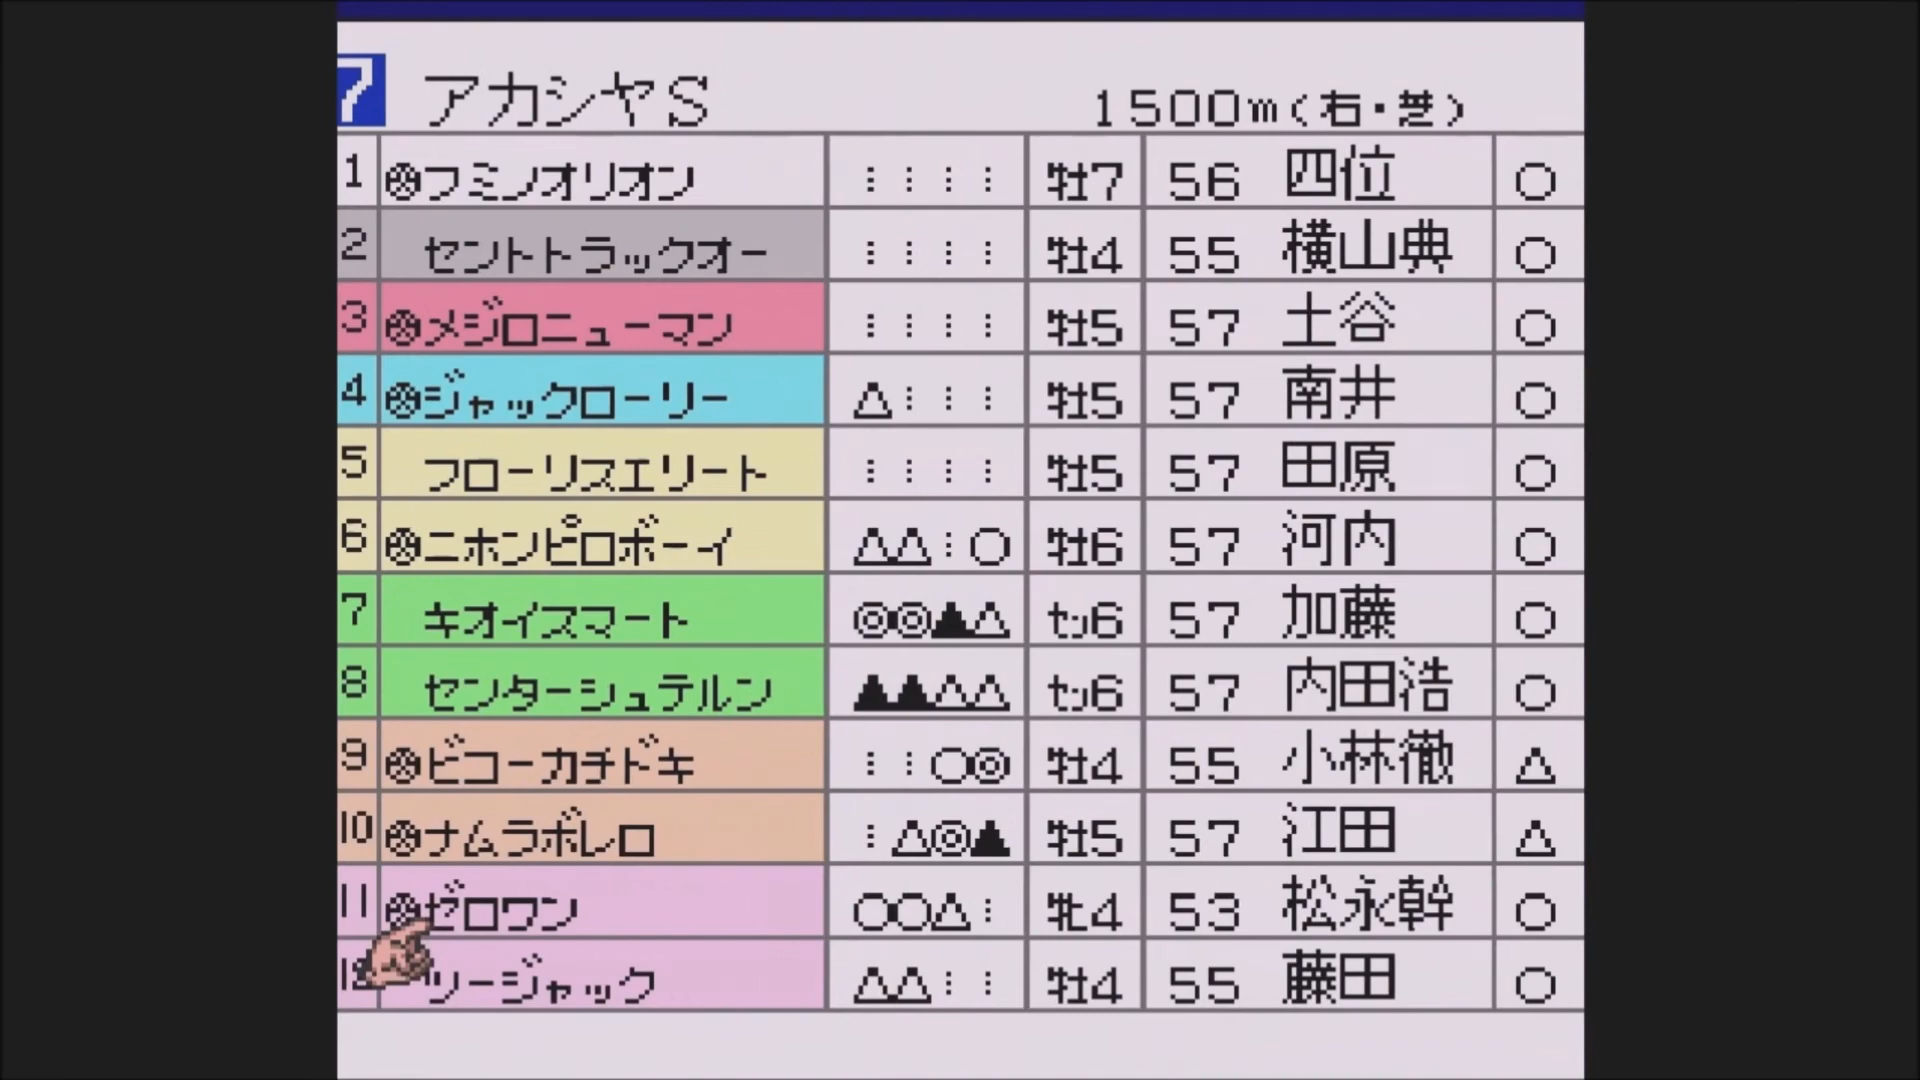 7 アカシヤS 1500m(右・芝)
1 フミノオリオン ⋮⋮⋮⋮ 牡7 56 四位 ○
2 セントトラックオー ⋮⋮⋮⋮ 牡4 55 横山典 ○
3 メジロニューマン ⋮⋮⋮⋮ 牡5 57 土谷 ○
4 ジャックローリー △⋮⋮⋮ 牡5 57 南井 ○
5 フローリスエリート ⋮⋮⋮⋮ 牡5 57 田原 ○
6 ニホンピロボーイ △△⋮○ 牡6 57 河内 ○
7 キオイスマート ◎◎▲△ セン6 57 加藤 ○
8 センターシュテルン ▲▲△△ セン6 57 内田浩 ○
9 ビコーカチドキ ⋮⋮○◎ 牡4 55 小林徹 △
10 ナムラボレロ ⋮△◎▲ 牡5 57 江田 △
11 ゼロワン ○○△⋮ 牝4 53 松永幹 ○
12 ツージャック △△⋮⋮ 牡4 55 藤田 ○